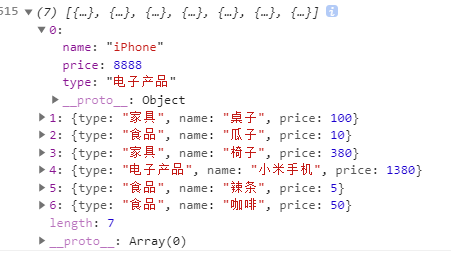 515 ▼(7) [{…}, {…}, {…}, {…}, {…}, {…}, {…}] i
▼0:
name: "iPhone"
price: 8888
type: "电子产品"
▶__proto__: Object
▶1: {type: "家具", name: "桌子", price: 100}
▶2: {type: "食品", name: "瓜子", price: 10}
▶3: {type: "家具", name: "椅子", price: 380}
▶4: {type: "电子产品", name: "小米手机", price: 1380}
▶5: {type: "食品", name: "辣条", price: 5}
▶6: {type: "食品", name: "咖啡", price: 50}
length: 7
▶__proto__: Array(0)